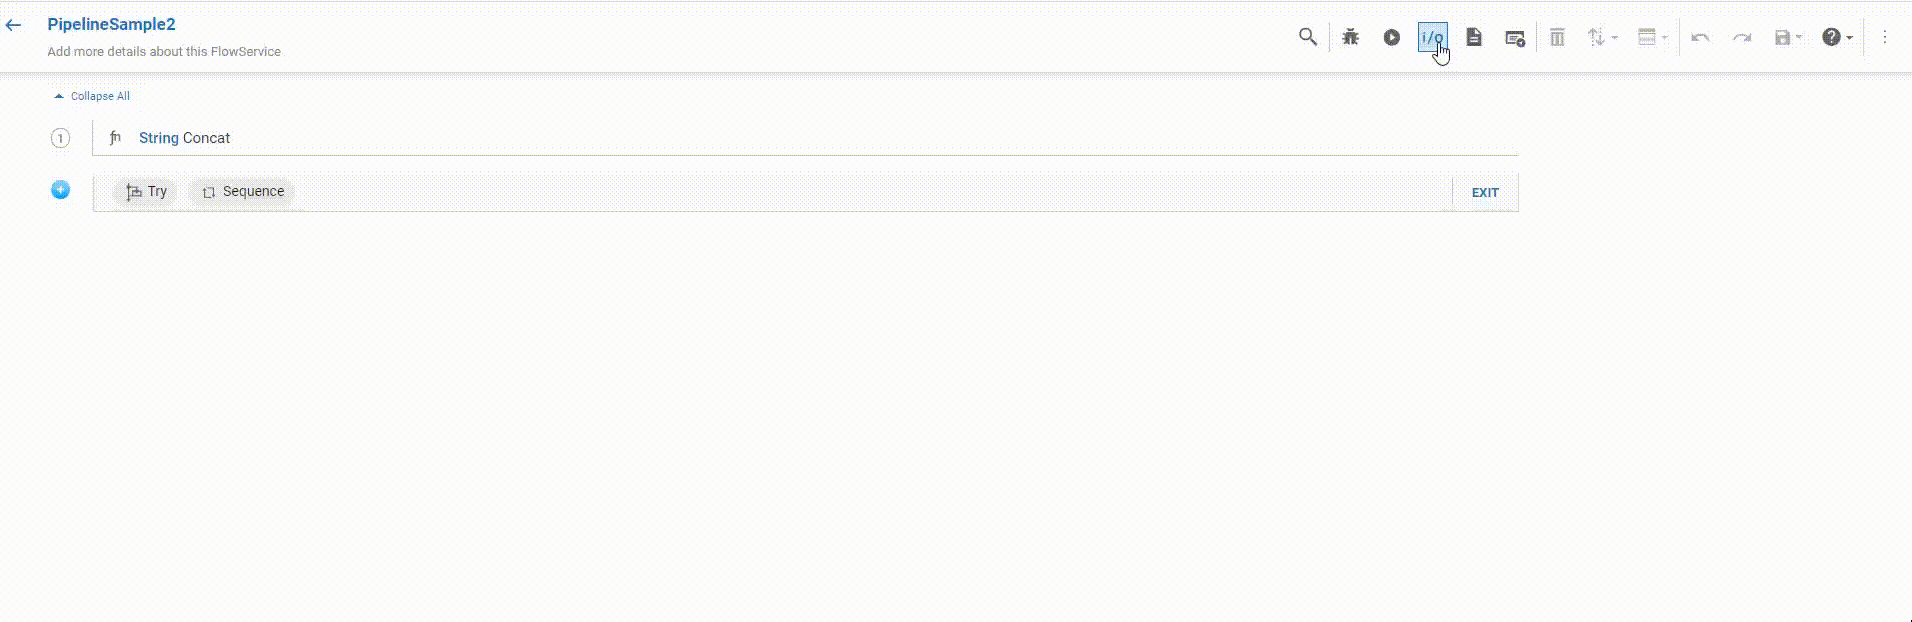 PipelineSample2
Add more details about this FlowService
i/o
Collapse All
1 fn String Concat
Try Sequence EXIT